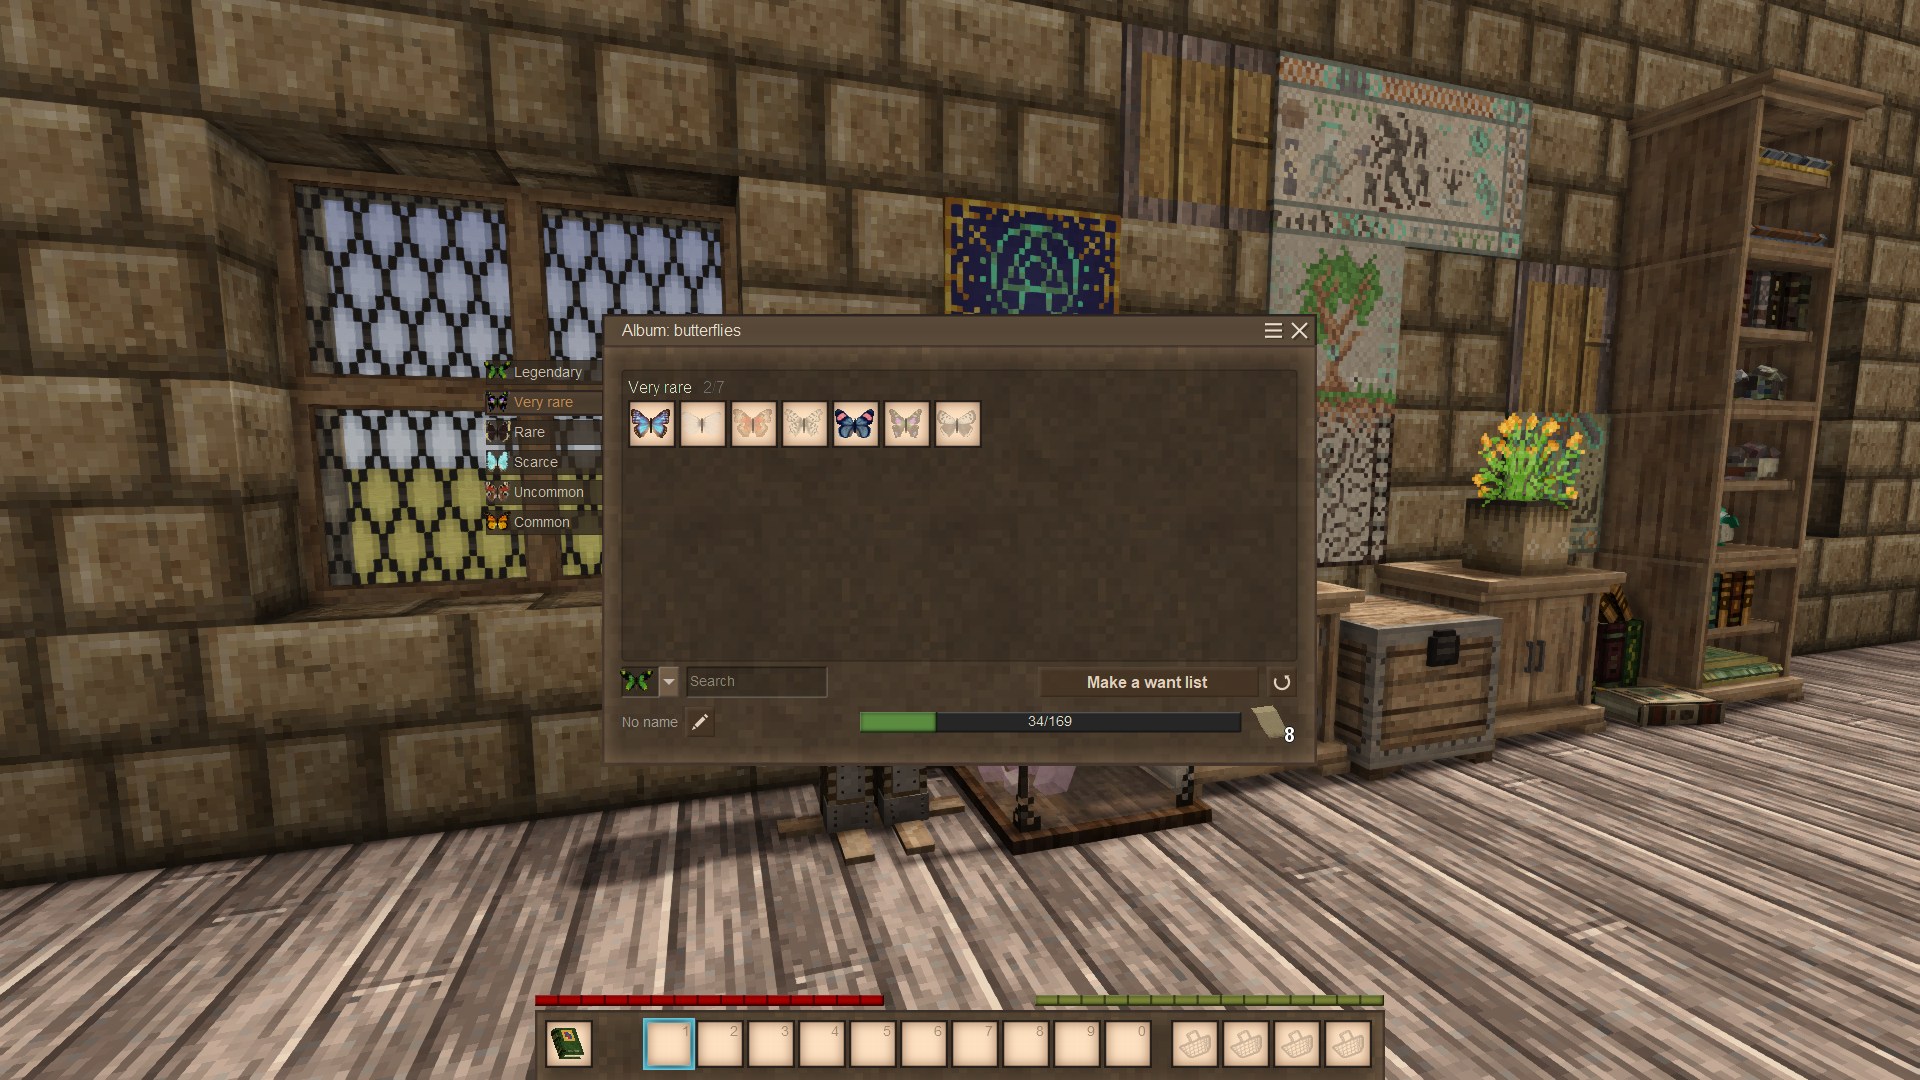 Album: butterflies
Legendary
Very rare
Rare
Scarce
Uncommon
Common
Very rare 2/7
Search
Make a want list
No name
34/169
8
1 2 3 4 5 6 7 8 9 0